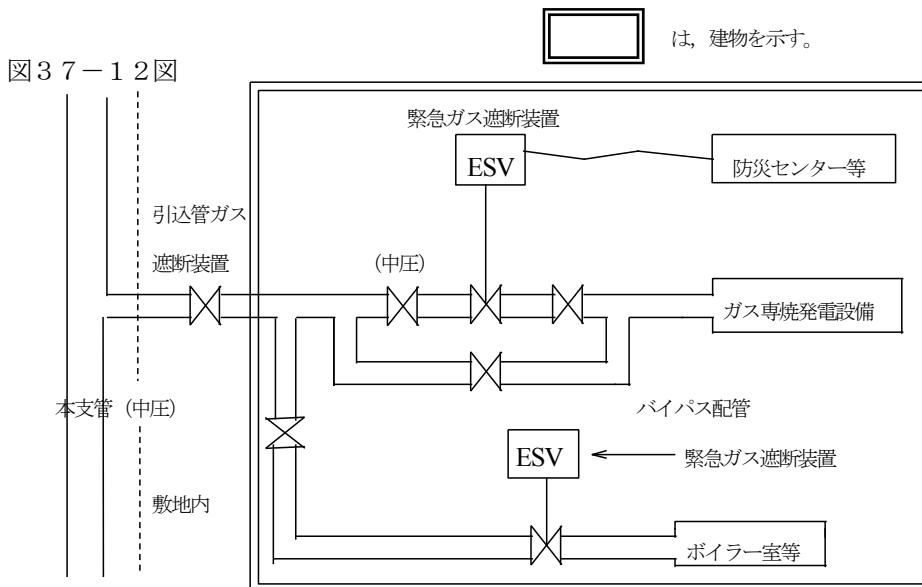 は，建物を示す。
図３７－１２図
緊急ガス遮断装置
ESV
防災センター等
引込管ガス
遮断装置
（中圧）
ガス専焼発電設備
本支管（中圧）
バイパス配管
ESV
緊急ガス遮断装置
敷地内
ボイラー室等